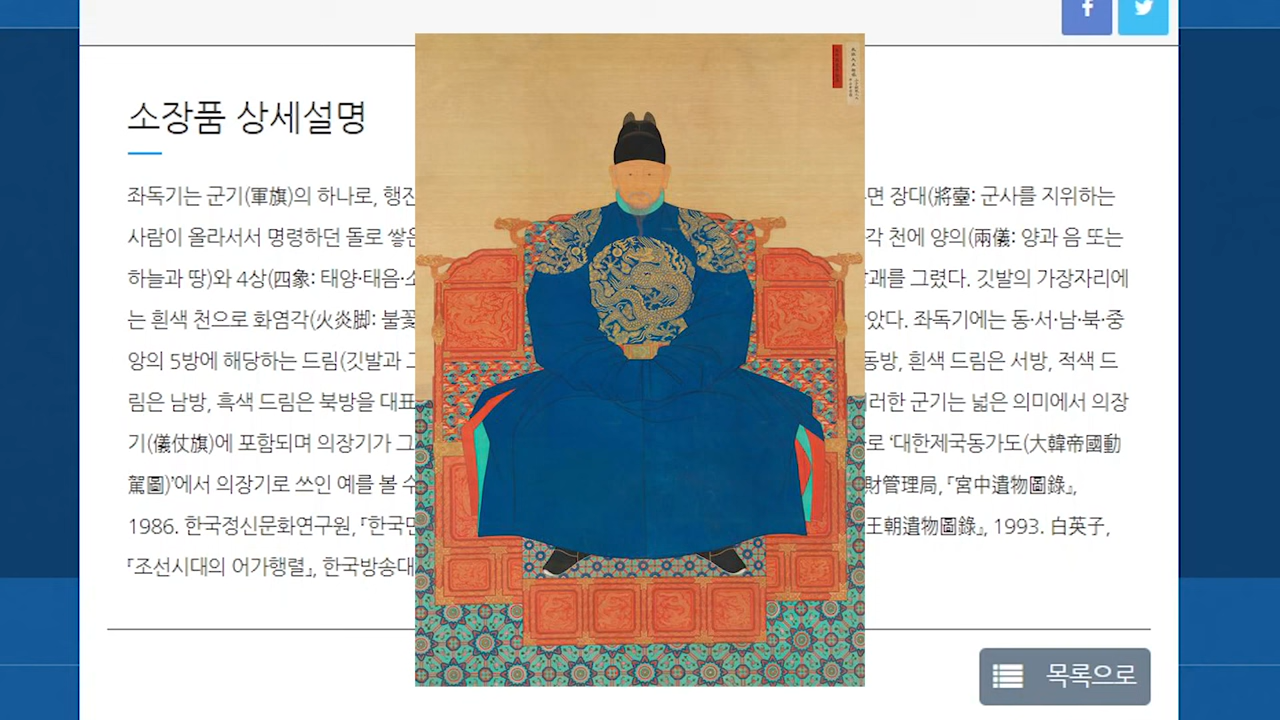 소장품 상세설명
좌독기는 군기(軍旗)의 하나로, 행진 면 장대(將臺: 군사를 지위하는
사람이 올라서서 명령하던 돌로 쌓은 각 천에 양의(兩儀: 양과 음 또는
하늘과 땅)와 4상(四象: 태양·태음·소 괘를 그렸다. 깃발의 가장자리에
는 흰색 천으로 화염각(火炎脚: 불꽃 았다. 좌독기에는 동·서·남·북·중
앙의 5방에 해당하는 드림(깃발과 그 동방, 흰색 드림은 서방, 적색 드
림은 남방, 흑색 드림은 북방을 대표 러한 군기는 넓은 의미에서 의장
기(儀仗旗)에 포함되며 의장기가 그 로 ‘대한제국동가도(大韓帝國動
駕圖)’에서 의장기로 쓰인 예를 볼 수 財管理局, 『宮中遺物圖錄』,
1986. 한국정신문화연구원, 『한국민 王朝遺物圖錄』, 1993. 白英子,
『조선시대의 어가행렬』, 한국방송대
목록으로